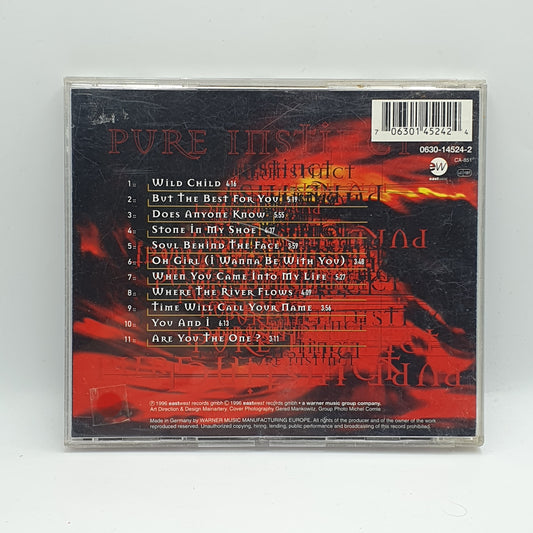 7 06301 45242 4
0630-14524-2
ew
CA-851
PURE INSTINCT
1:: WILD CHILD 4:16
2:: BUT THE BEST FOR YOU
3:: DOES ANYONE KNOW 5:55
4:: STONE IN MY SHOE 4:37
5:: SOUL BEHIND THE FACE 3:59
6:: OH GIRL (I WANNA BE WITH YOU) 3:48
7:: WHEN YOU CAME INTO MY LIFE 5:27
8:: WHERE THE RIVER FLOWS 4:09
9:: TIME WILL CALL YOUR NAME 3:56
10:: YOU AND I 6:13
11:: ARE YOU THE ONE? 3:11
℗ 1996 eastwest records gmbh © 1996 eastwest records gmbh • a warner music group company.
Art Direction & Design Mainartery. Cover Photography Gered Mankowitz. Group Photo Michel Comte
Made in Germany by WARNER MUSIC MANUFACTURING EUROPE. All rights of the producer and of the owner of the work
reproduced reserved. Unauthorized copying, hiring, lending, public performance and broadcasting of this record prohibited.